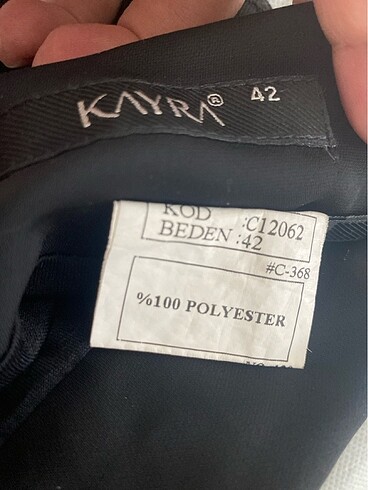 KAYRA® 42
KOD :C12062
BEDEN :42
#C-368
%100 POLYESTER